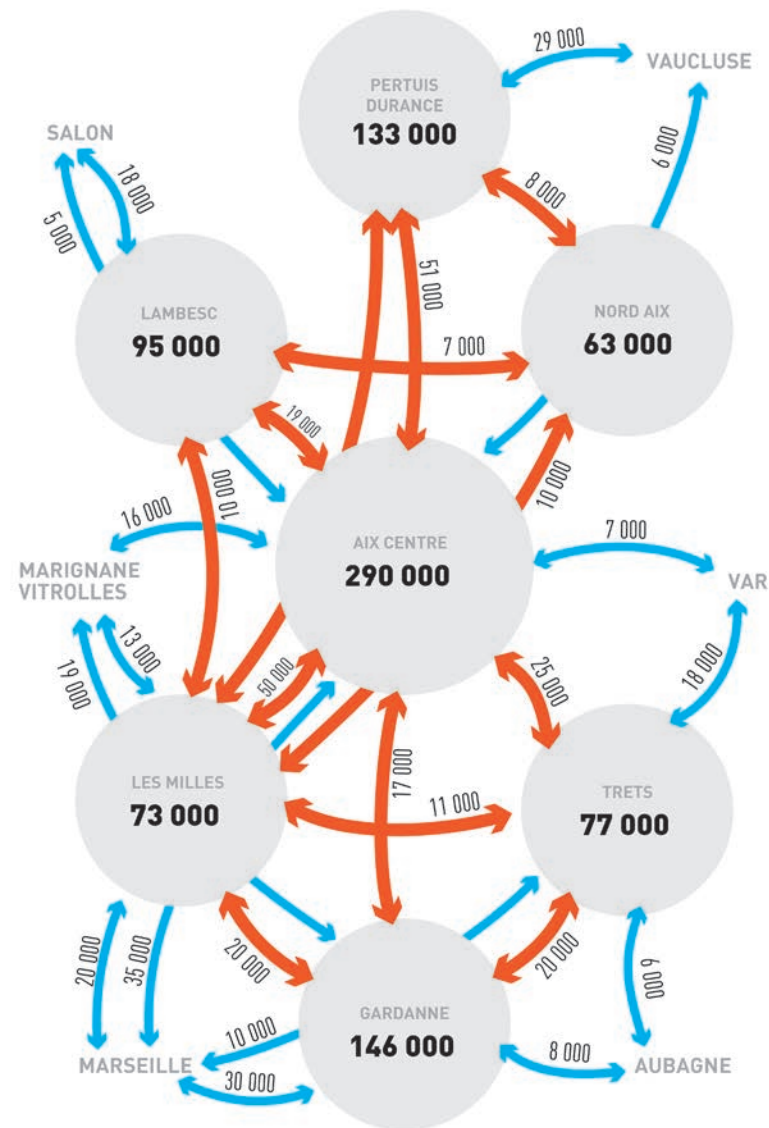 29 000
VAUCLUSE
PERTUIS
DURANCE
133 000
SALON
18 000
5 000
6 000
8 000
51 000
LAMBESC
95 000
NORD AIX
63 000
7 000
19 000
10 000
10 000
16 000
AIX CENTRE
290 000
7 000
MARIGNANE
VITROLLES
VAR
13 000
19 000
50 000
25 000
18 000
LES MILLES
73 000
17 000
11 000
TRETS
77 000
20 000
35 000
20 000
20 000
6 000
GARDANNE
146 000
10 000
MARSEILLE
30 000
8 000
AUBAGNE